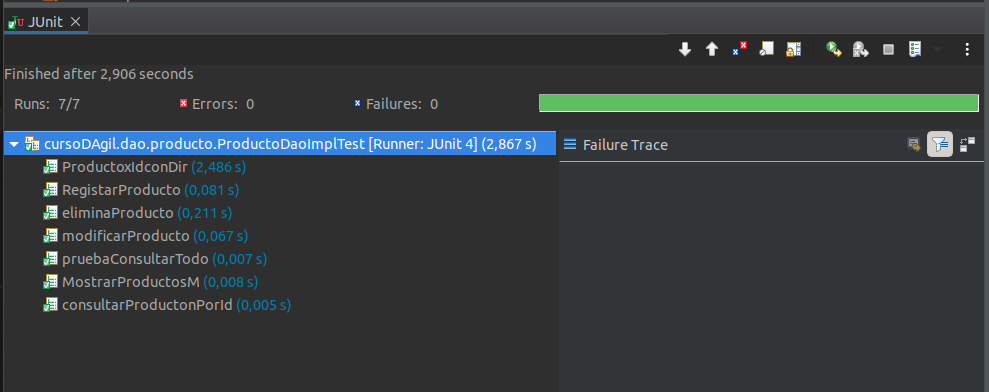 JUnit
Finished after 2,906 seconds
Runs: 7/7 Errors: 0 Failures: 0
cursoDAgil.dao.producto.ProductoDaoImplTest [Runner: JUnit 4] (2,867 s)
Failure Trace
ProductoxIdconDir (2,486 s)
RegistarProducto (0,081 s)
eliminaProducto (0,211 s)
modificarProducto (0,067 s)
pruebaConsultarTodo (0,007 s)
MostrarProductosM (0,008 s)
consultarProductonPorId (0,005 s)